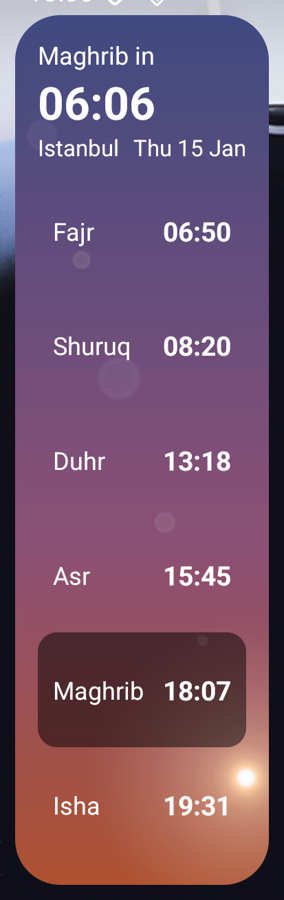 Maghrib in
06:06
Istanbul Thu 15 Jan
Fajr 06:50
Shuruq 08:20
Duhr 13:18
Asr 15:45
Maghrib 18:07
Isha 19:31